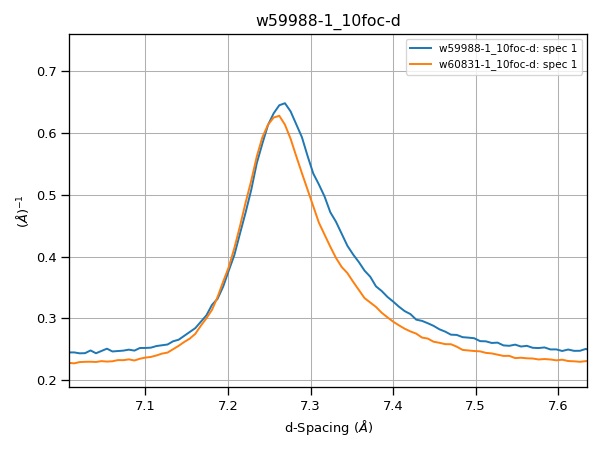 w59988-1_10foc-d
w59988-1_10foc-d: spec 1
w60831-1_10foc-d: spec 1
0.7
0.6
0.5
0.4
0.3
0.2
(Å)⁻¹
7.1 7.2 7.3 7.4 7.5 7.6
d-Spacing (Å)